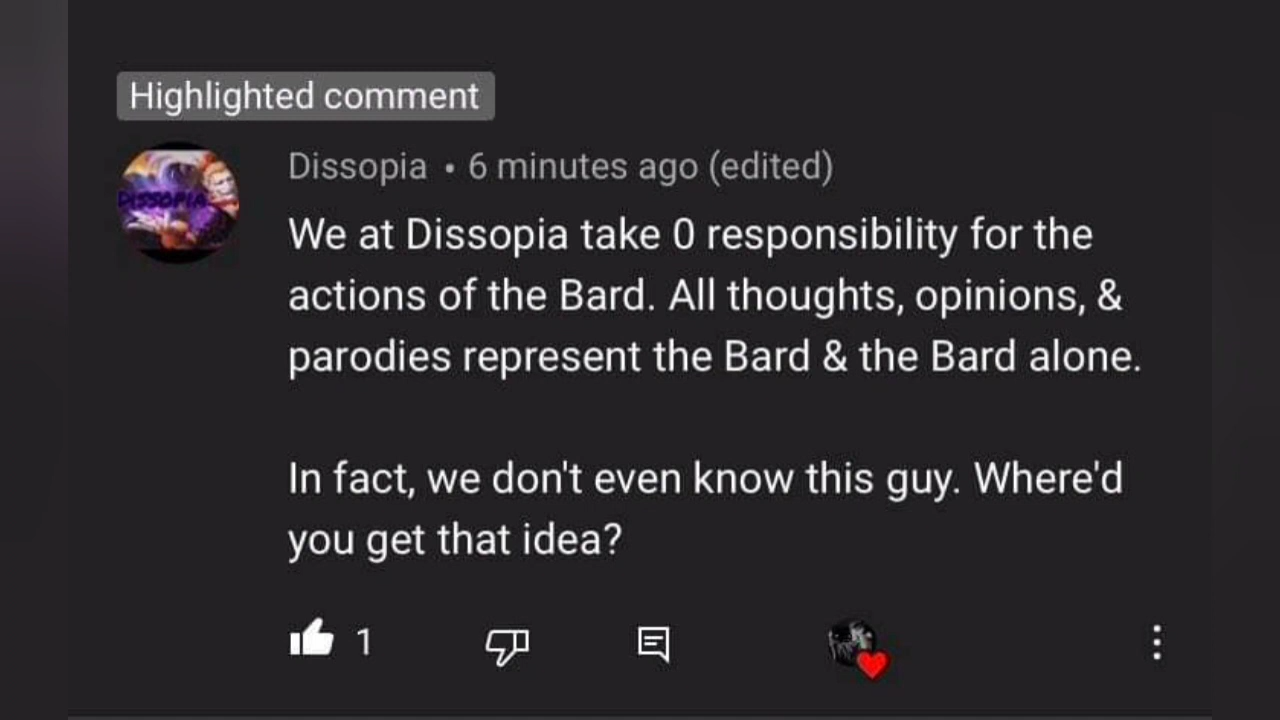 Highlighted comment
DISSOPIA
Dissopia • 6 minutes ago (edited)
We at Dissopia take 0 responsibility for the
actions of the Bard. All thoughts, opinions, &
parodies represent the Bard & the Bard alone.
In fact, we don't even know this guy. Where'd
you get that idea?
1